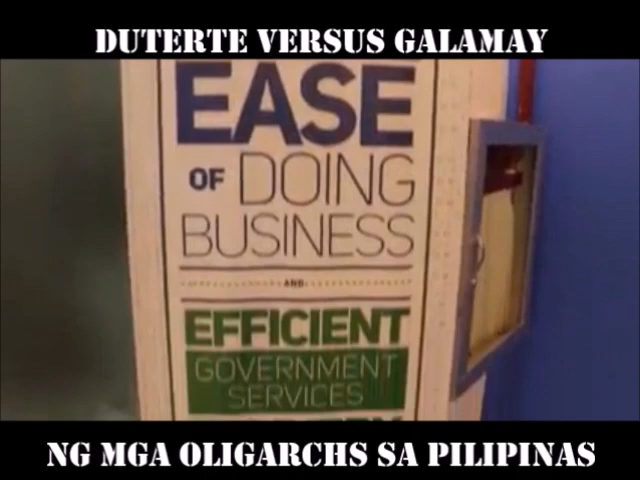 DUTERTE VERSUS GALAMAY
EASE
OF DOING
BUSINESS
AND
EFFICIENT
GOVERNMENT
SERVICES
NG MGA OLIGARCHS SA PILIPINAS